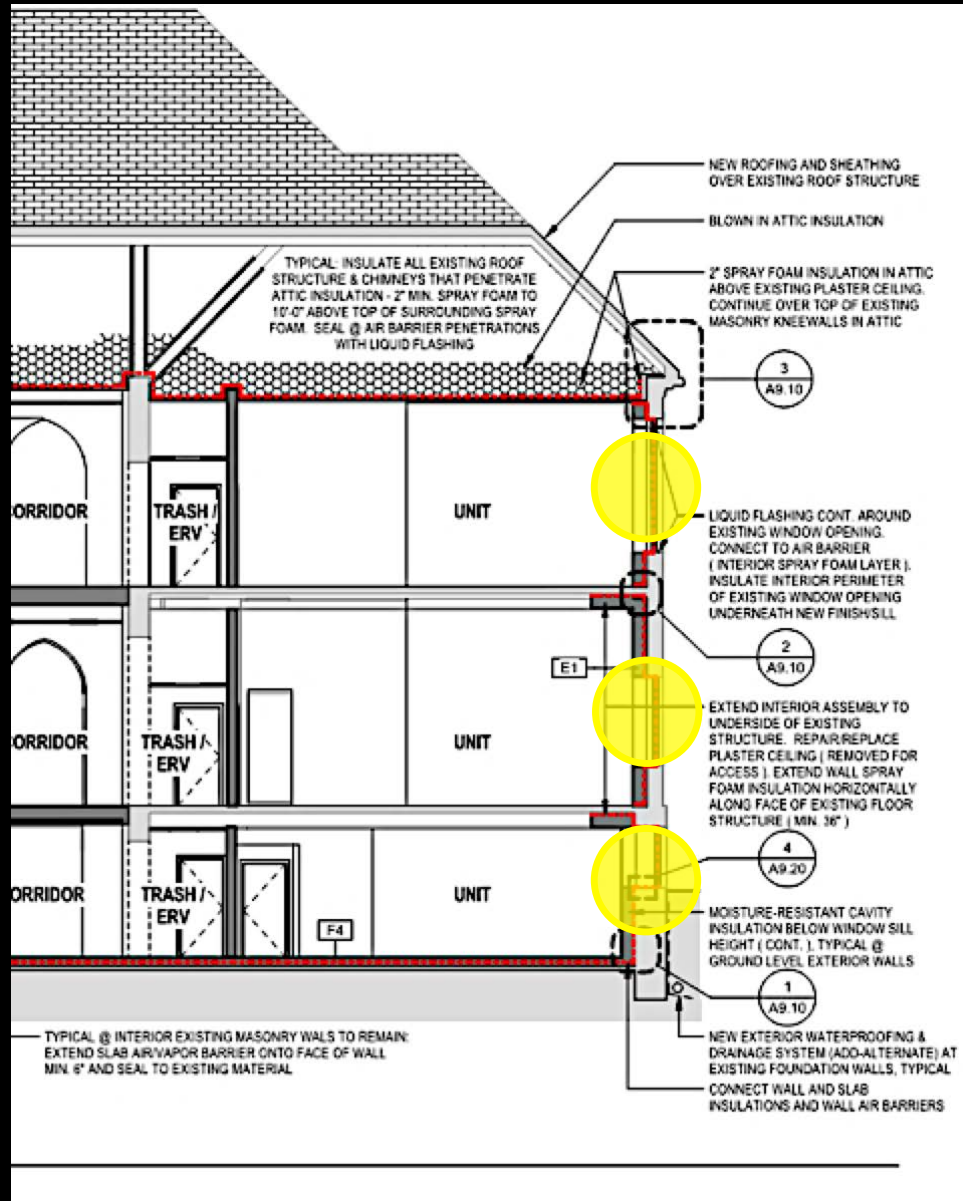 NEW ROOFING AND SHEATHING
OVER EXISTING ROOF STRUCTURE
BLOWN IN ATTIC INSULATION
TYPICAL: INSULATE ALL EXISTING ROOF
STRUCTURE & CHIMNEYS THAT PENETRATE
ATTIC INSULATION - 2" MIN. SPRAY FOAM TO
10'-0" ABOVE TOP OF SURROUNDING SPRAY
FOAM. SEAL @ AIR BARRIER PENETRATIONS
WITH LIQUID FLASHING
2" SPRAY FOAM INSULATION IN ATTIC
ABOVE EXISTING PLASTER CEILING.
CONTINUE OVER TOP OF EXISTING
MASONRY KNEEWALLS IN ATTIC
3
A9.10
CORRIDOR
TRASH /
ERV
UNIT
LIQUID FLASHING CONT. AROUND
EXISTING WINDOW OPENING.
CONNECT TO AIR BARRIER
( INTERIOR SPRAY FOAM LAYER ).
INSULATE INTERIOR PERIMETER
OF EXISTING WINDOW OPENING
UNDERNEATH NEW FINISH/SILL
2
A9.10
E1
ORRIDOR
TRASH /
ERV
UNIT
EXTEND INTERIOR ASSEMBLY TO
UNDERSIDE OF EXISTING
STRUCTURE. REPAIR/REPLACE
PLASTER CEILING ( REMOVED FOR
ACCESS ). EXTEND WALL SPRAY
FOAM INSULATION HORIZONTALLY
ALONG FACE OF EXISTING FLOOR
STRUCTURE ( MIN. 36" )
4
A9.20
ORRIDOR
TRASH /
ERV
UNIT
F4
MOISTURE-RESISTANT CAVITY
INSULATION BELOW WINDOW SILL
HEIGHT ( CONT. ), TYPICAL @
GROUND LEVEL EXTERIOR WALLS
1
A9.10
TYPICAL @ INTERIOR EXISTING MASONRY WALS TO REMAIN:
EXTEND SLAB AIR/VAPOR BARRIER ONTO FACE OF WALL
MIN. 6" AND SEAL TO EXISTING MATERIAL
NEW EXTERIOR WATERPROOFING &
DRAINAGE SYSTEM (ADD-ALTERNATE) AT
EXISTING FOUNDATION WALLS, TYPICAL
CONNECT WALL AND SLAB
INSULATIONS AND WALL AIR BARRIERS